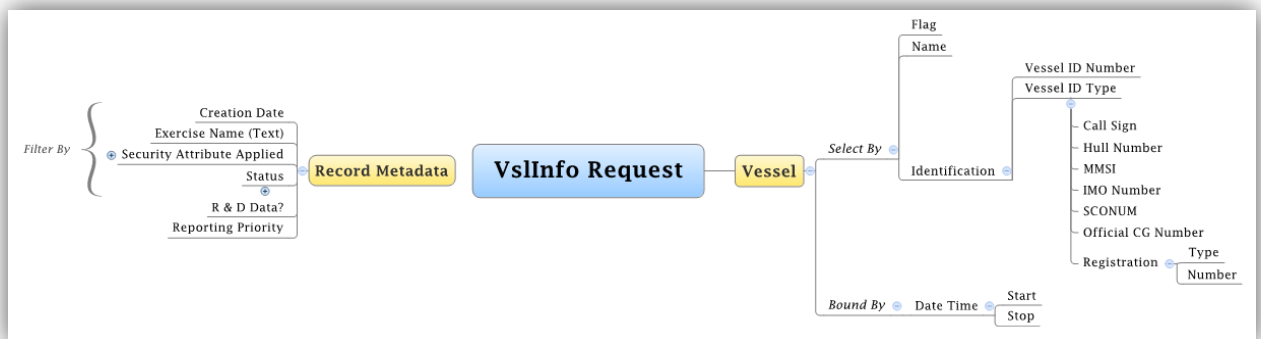 Filter By
Creation Date
Exercise Name (Text)
Security Attribute Applied
Status
R & D Data?
Reporting Priority
Record Metadata
VslInfo Request
Vessel
Select By
Flag
Name
Identification
Vessel ID Number
Vessel ID Type
Call Sign
Hull Number
MMSI
IMO Number
SCONUM
Official CG Number
Registration
Type
Number
Bound By
Date Time
Start
Stop